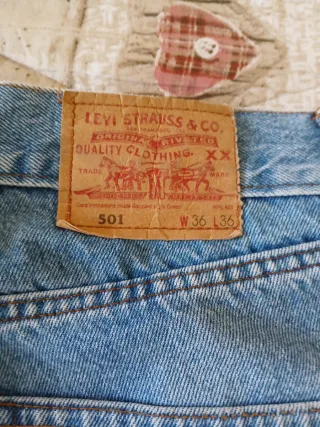 LEVI STRAUSS & CO.
ORIGINAL RIVETED
QUALITY CLOTHING.
XX
TRADE MARK
501 W 36 L 36